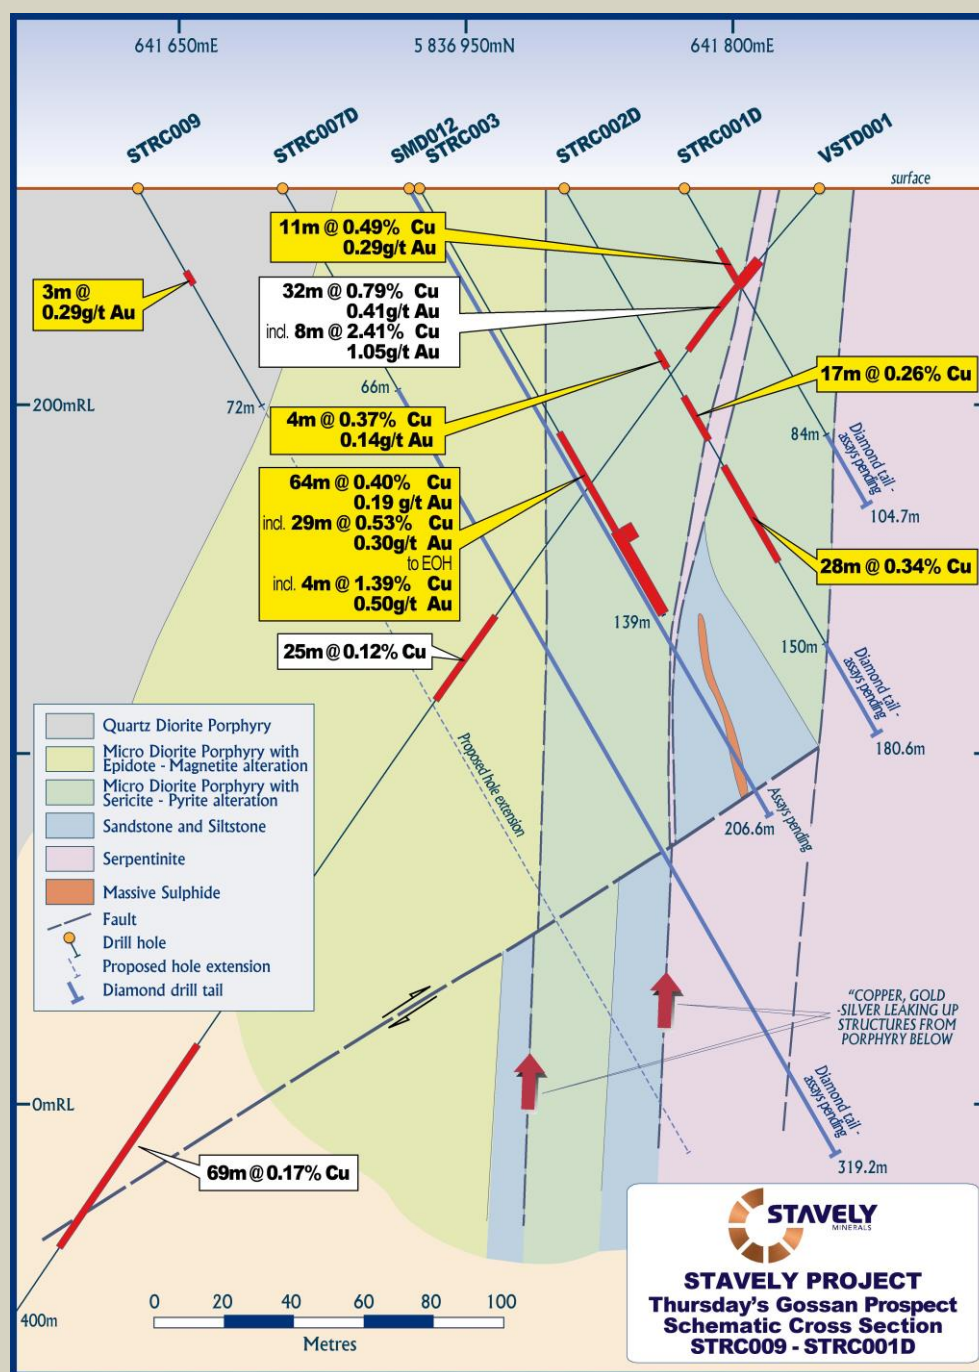 641 650mE
5 836 950mN
641 800mE
STRC009
STRC007D
SMD012
STRC003
STRC002D
STRC001D
VSTD001
surface
11m @ 0.49% Cu
0.29g/t Au
3m @
0.29g/t Au
32m @ 0.79% Cu
0.41g/t Au
incl. 8m @ 2.41% Cu
1.05g/t Au
17m @ 0.26% Cu
66m
200mRL
72m
4m @ 0.37% Cu
0.14g/t Au
84m
Diamond tail -
assays pending
104.7m
64m @ 0.40% Cu
0.19 g/t Au
incl. 29m @ 0.53% Cu
0.30g/t Au
to EOH
incl. 4m @ 1.39% Cu
0.50g/t Au
28m @ 0.34% Cu
139m
25m @ 0.12% Cu
150m
Diamond tail -
assays pending
180.6m
Proposed hole extension
206.6m
Assays pending
Quartz Diorite Porphyry
Micro Diorite Porphyry with
Epidote - Magnetite alteration
Micro Diorite Porphyry with
Sericite - Pyrite alteration
Sandstone and Siltstone
Serpentinite
Massive Sulphide
Fault
Drill hole
Proposed hole extension
Diamond drill tail
"COPPER, GOLD
-SILVER LEAKING UP
STRUCTURES FROM
PORPHYRY BELOW
0mRL
Diamond tail -
assays pending
319.2m
69m @ 0.17% Cu
400m
0 20 40 60 80 100
Metres
STAVELY
MINERALS
STAVELY PROJECT
Thursday's Gossan Prospect
Schematic Cross Section
STRC009 - STRC001D